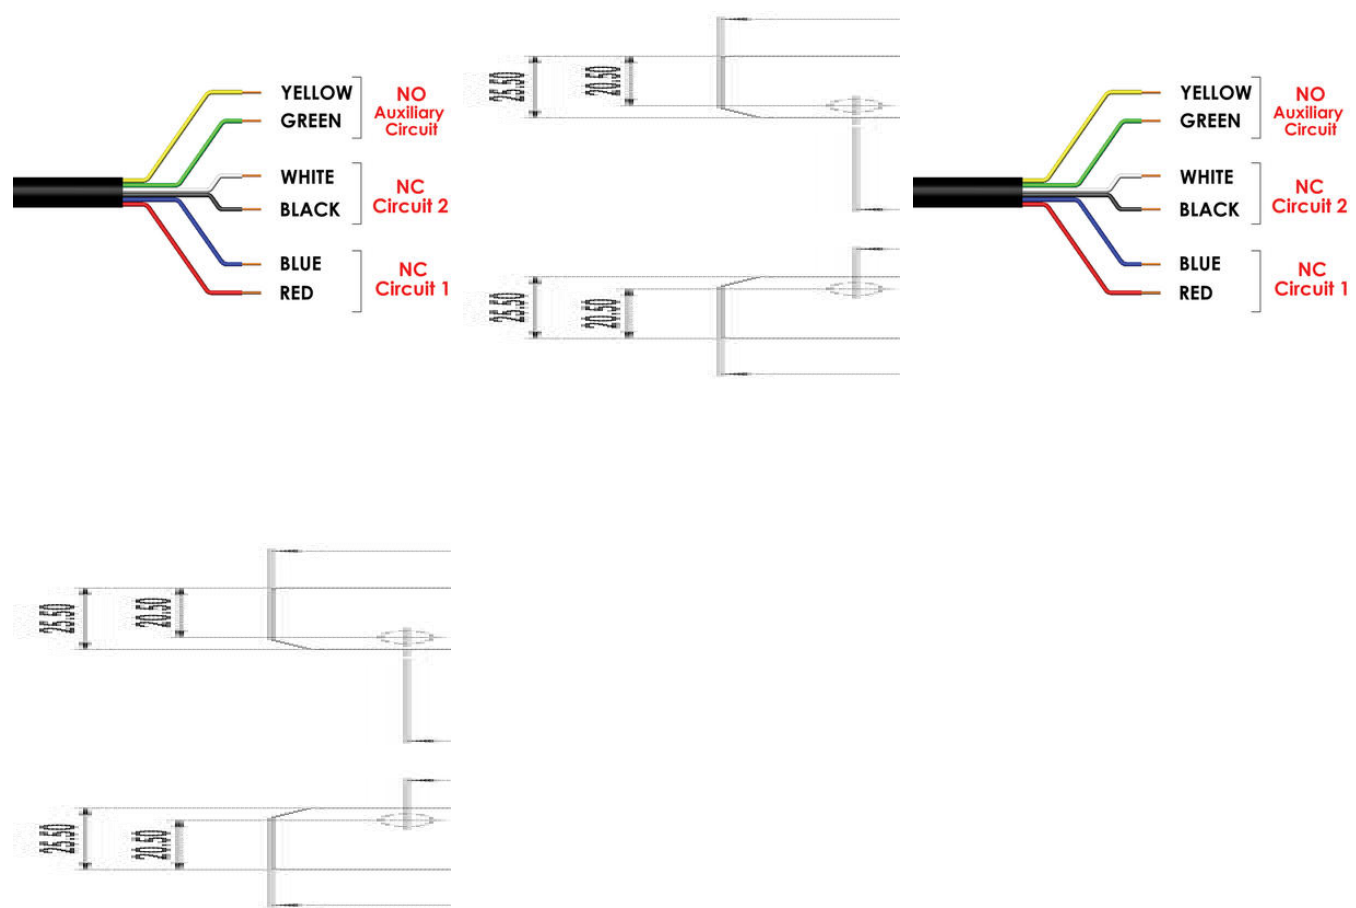 YELLOW
GREEN
NO
Auxiliary
Circuit
WHITE
BLACK
NC
Circuit 2
BLUE
RED
NC
Circuit 1
25.50
20.50
25.50
20.50
YELLOW
GREEN
NO
Auxiliary
Circuit
WHITE
BLACK
NC
Circuit 2
BLUE
RED
NC
Circuit 1
25.50
20.50
25.50
20.50